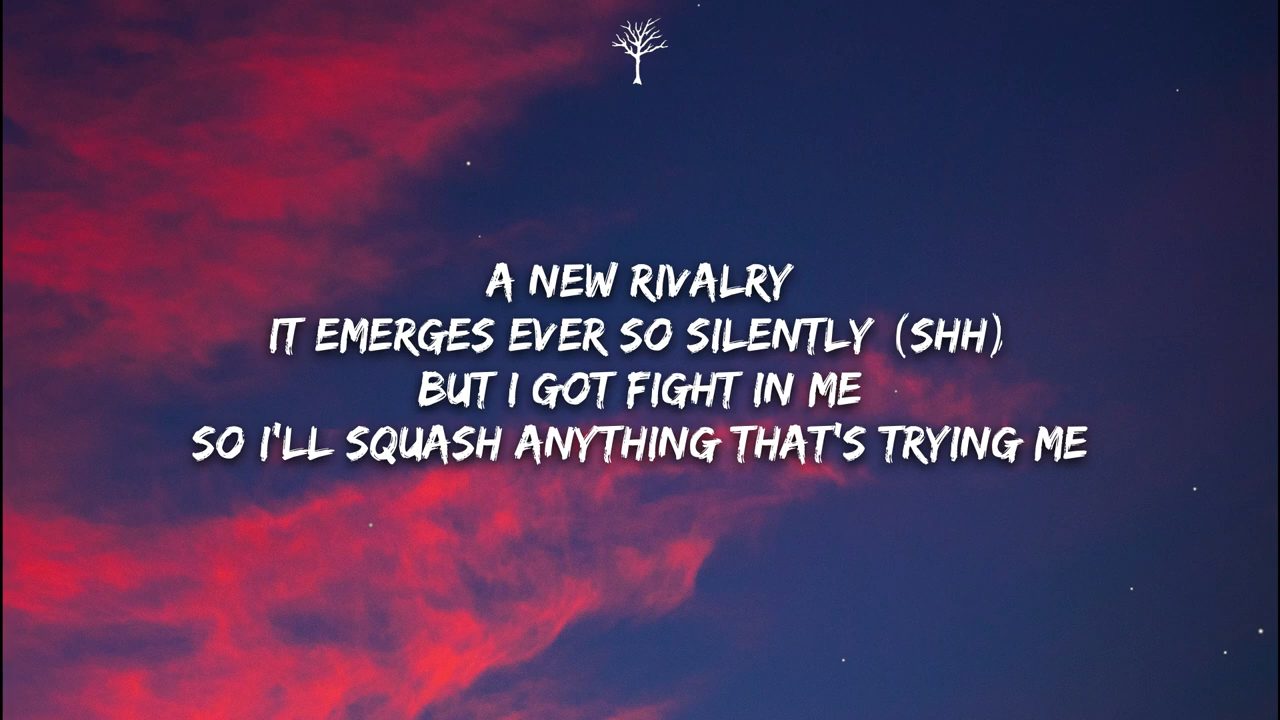 A NEW RIVALRY
IT EMERGES EVER SO SILENTLY (SHH)
BUT I GOT FIGHT IN ME
SO I'LL SQUASH ANYTHING THAT'S TRYING ME